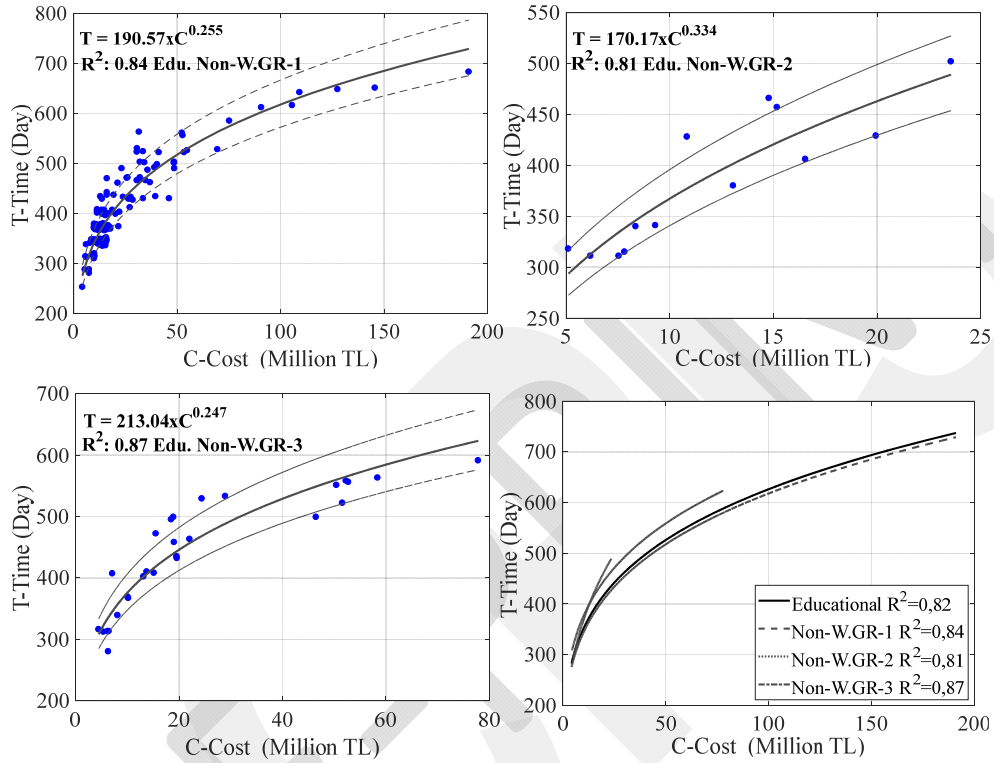 T = 190.57xC^0.255
R²: 0.84 Edu. Non-W.GR-1
T-Time (Day)
800
700
600
500
400
300
200
0
50
100
150
200
C-Cost (Million TL)
T = 170.17xC^0.334
R²: 0.81 Edu. Non-W.GR-2
T-Time (Day)
550
500
450
400
350
300
250
5
10
15
20
25
C-Cost (Million TL)
T = 213.04xC^0.247
R²: 0.87 Edu. Non-W.GR-3
T-Time (Day)
700
600
500
400
300
200
0
20
40
60
80
C-Cost (Million TL)
T-Time (Day)
800
700
600
500
400
300
200
0
50
100
150
200
C-Cost (Million TL)
Educational R²=0,82
Non-W.GR-1 R²=0,84
Non-W.GR-2 R²=0,81
Non-W.GR-3 R²=0,87